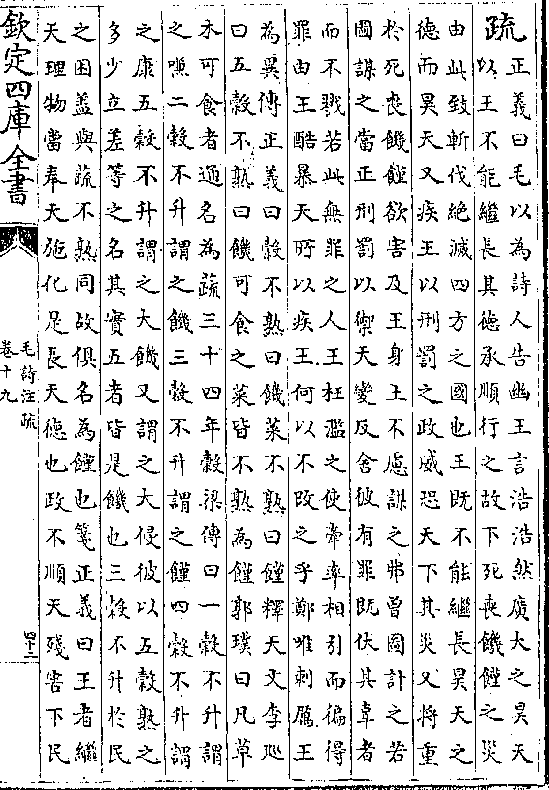 疏正義曰毛以為詩人告幽王言浩浩然廣大之昊天
以王不能繼長其德承順行之故下死喪饑饉之災
由此致斬伐絶滅四方之國也王既不能繼長昊天之
德而昊天又疾王以刑罰之政威恐天下其災又將重
於死喪饑饉欲害及王身上不慮謀之弗曾圖計之若
圖謀之當正刑罰以禦天變反舍彼有罪既伏其辜者
而不戮若此無罪之人王枉濫之使牽率相引而徧得
罪由王酷暴天所以疾王何以不改之乎鄭唯刺厲王
為異傳正義曰穀不熟曰饑菜不熟曰饉釋天文李廵
曰五穀不熟曰饑可食之菜皆不熟為饉郭璞曰凡草
木可食者通名為蔬三十四年穀梁傳曰一穀不升謂
之嗛二穀不升謂之饑三穀不升謂之饉四穀不升謂
之康五穀不升謂之大饑又謂之大侵彼以五穀熟之
多少立差等之名其實五者皆是饑也三穀不升於民
之困葢與蔬不熟同故俱名為饉也箋正義曰王者繼
天理物當奉天施化是長天德也政不順天殘害下民
欽定四庫全書
毛詩注疏
卷十九
四十二